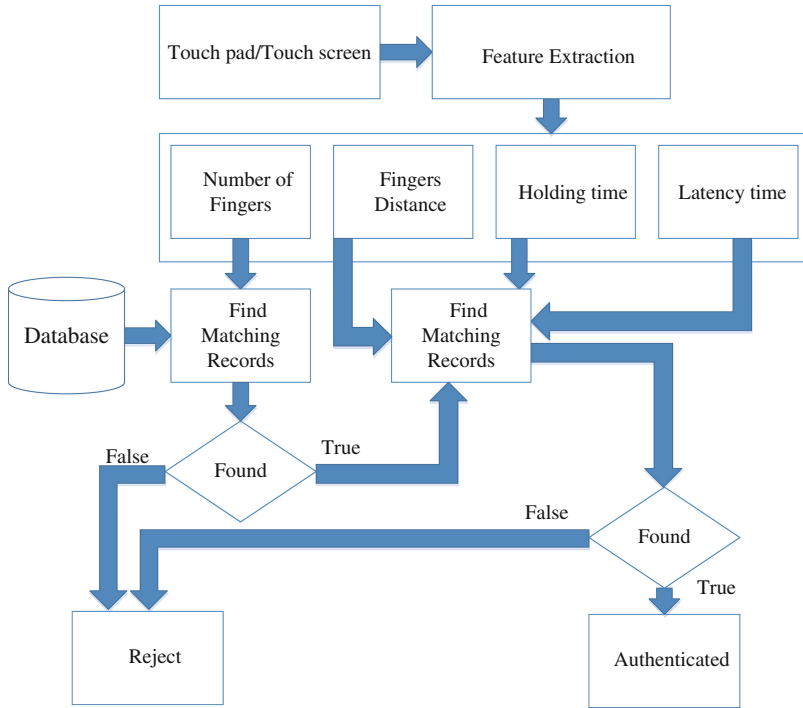 Touch pad/Touch screen
Feature Extraction
Number of
Fingers
Fingers
Distance
Holding time
Latency time
Database
Find
Matching
Records
Find
Matching
Records
False
Found
True
False
Found
True
Reject
Authenticated